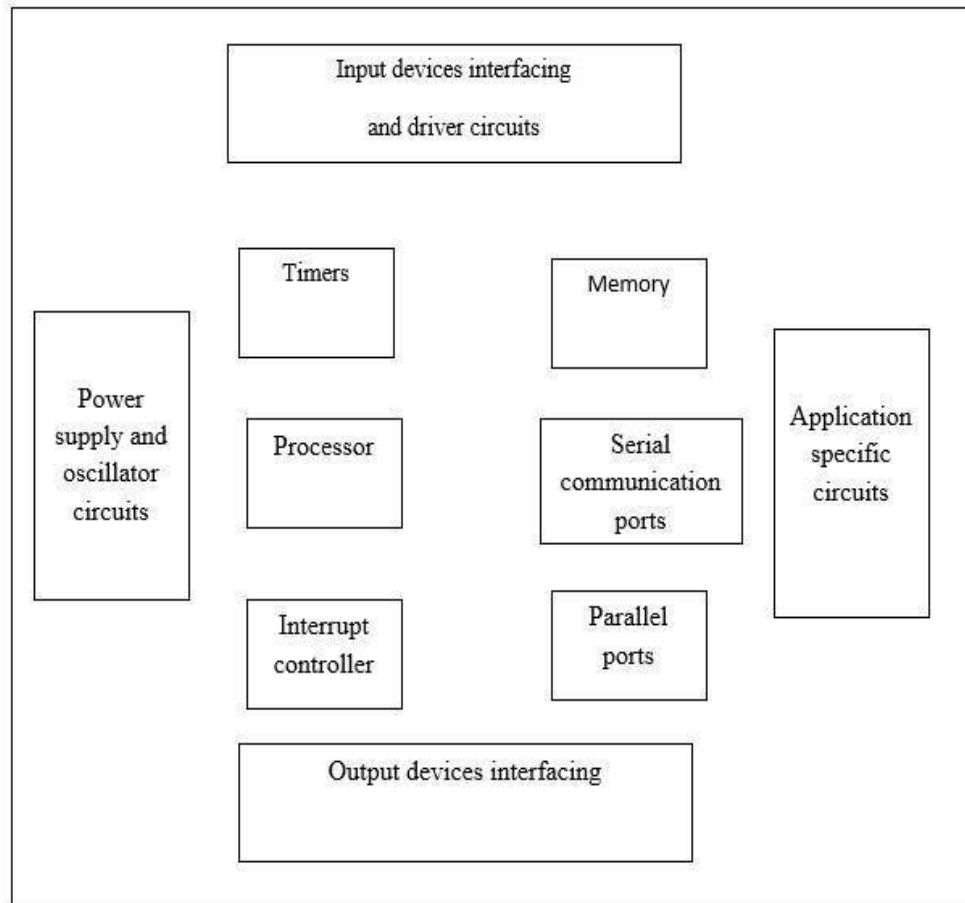 Input devices interfacing
and driver circuits
Timers
Memory
Power
supply and
oscillator
circuits
Processor
Serial
communication
ports
Application
specific
circuits
Interrupt
controller
Parallel
ports
Output devices interfacing